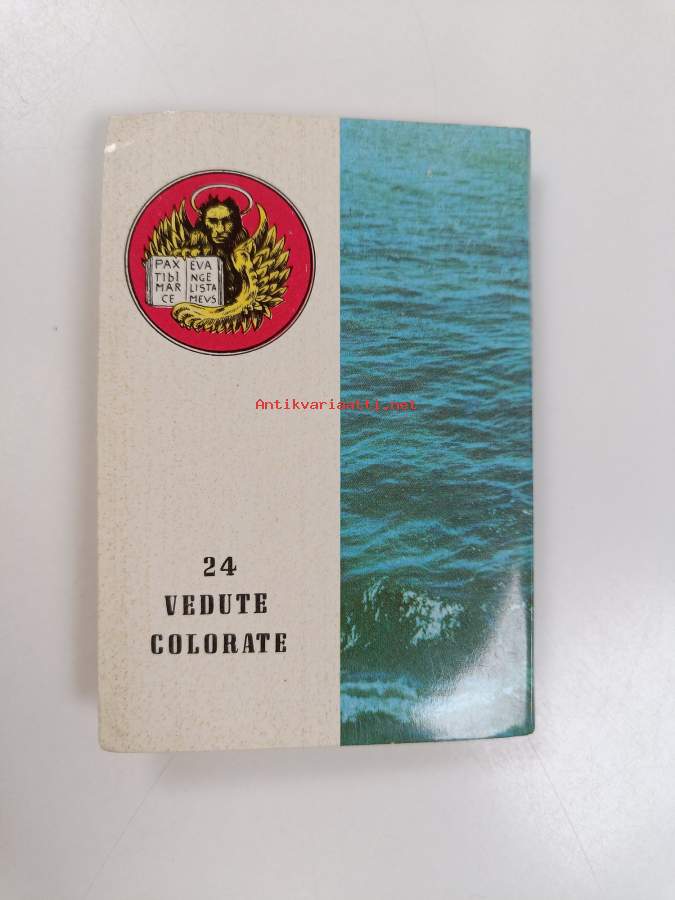 PAX
TIbI
MAR
CE
EVA
NGE
LISTA
MEVS
Antikvariaatti.net
24
VEDUTE
COLORATE